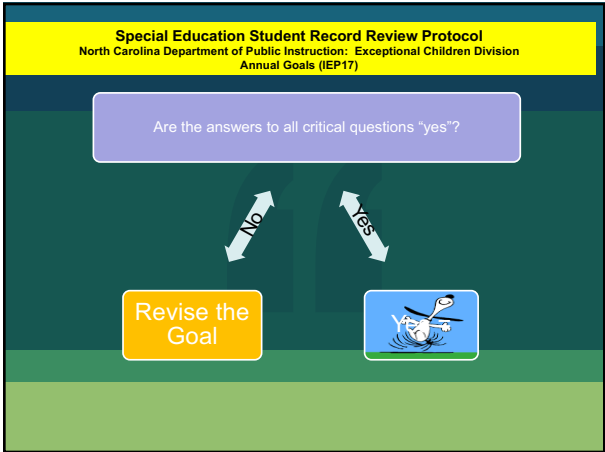 Special Education Student Record Review Protocol
North Carolina Department of Public Instruction: Exceptional Children Division
Annual Goals (IEP17)
Are the answers to all critical questions “yes”?
No
Yes
Revise the
Goal